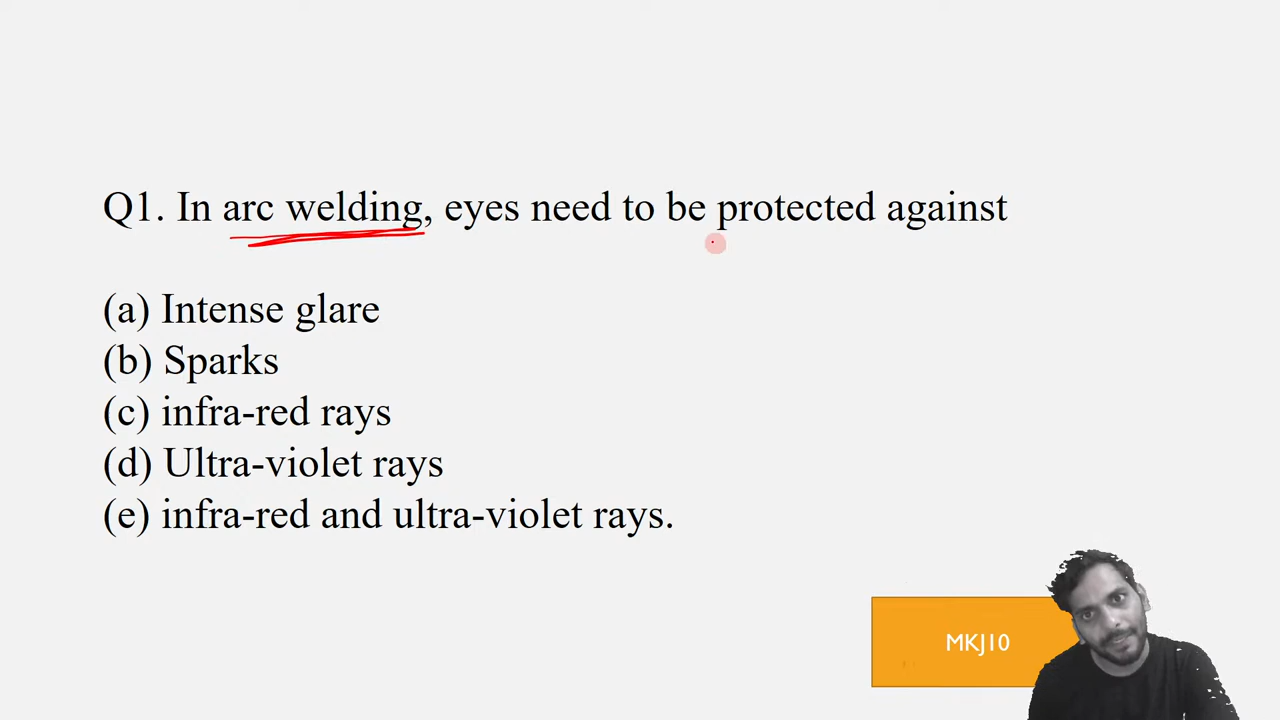 Q1. In arc welding, eyes need to be protected against
(a) Intense glare
(b) Sparks
(c) infra-red rays
(d) Ultra-violet rays
(e) infra-red and ultra-violet rays.
MKJ10